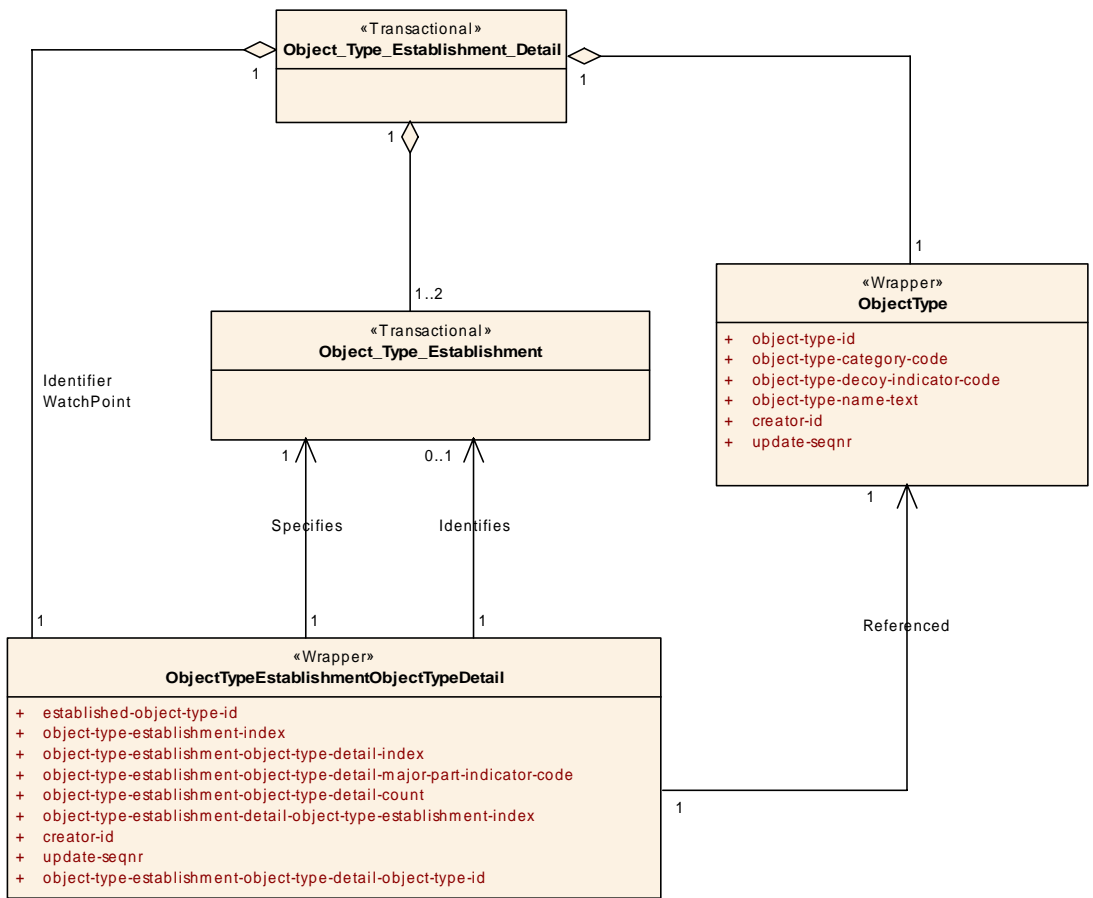 «Transactional»
Object_Type_Establishment_Detail
1
1
1
1
1..2
«Transactional»
Object_Type_Establishment
«Wrapper»
ObjectType
+ object-type-id
+ object-type-category-code
+ object-type-decoy-indicator-code
+ object-type-name-text
+ creator-id
+ update-seqnr
Identifier
WatchPoint
1
0..1
1
Specifies
Identifies
Referenced
1
1
1
«Wrapper»
ObjectTypeEstablishmentObjectTypeDetail
+ established-object-type-id
+ object-type-establishment-index
+ object-type-establishment-object-type-detail-index
+ object-type-establishment-object-type-detail-major-part-indicator-code
+ object-type-establishment-object-type-detail-count
+ object-type-establishment-detail-object-type-establishment-index
+ creator-id
+ update-seqnr
+ object-type-establishment-object-type-detail-object-type-id
1